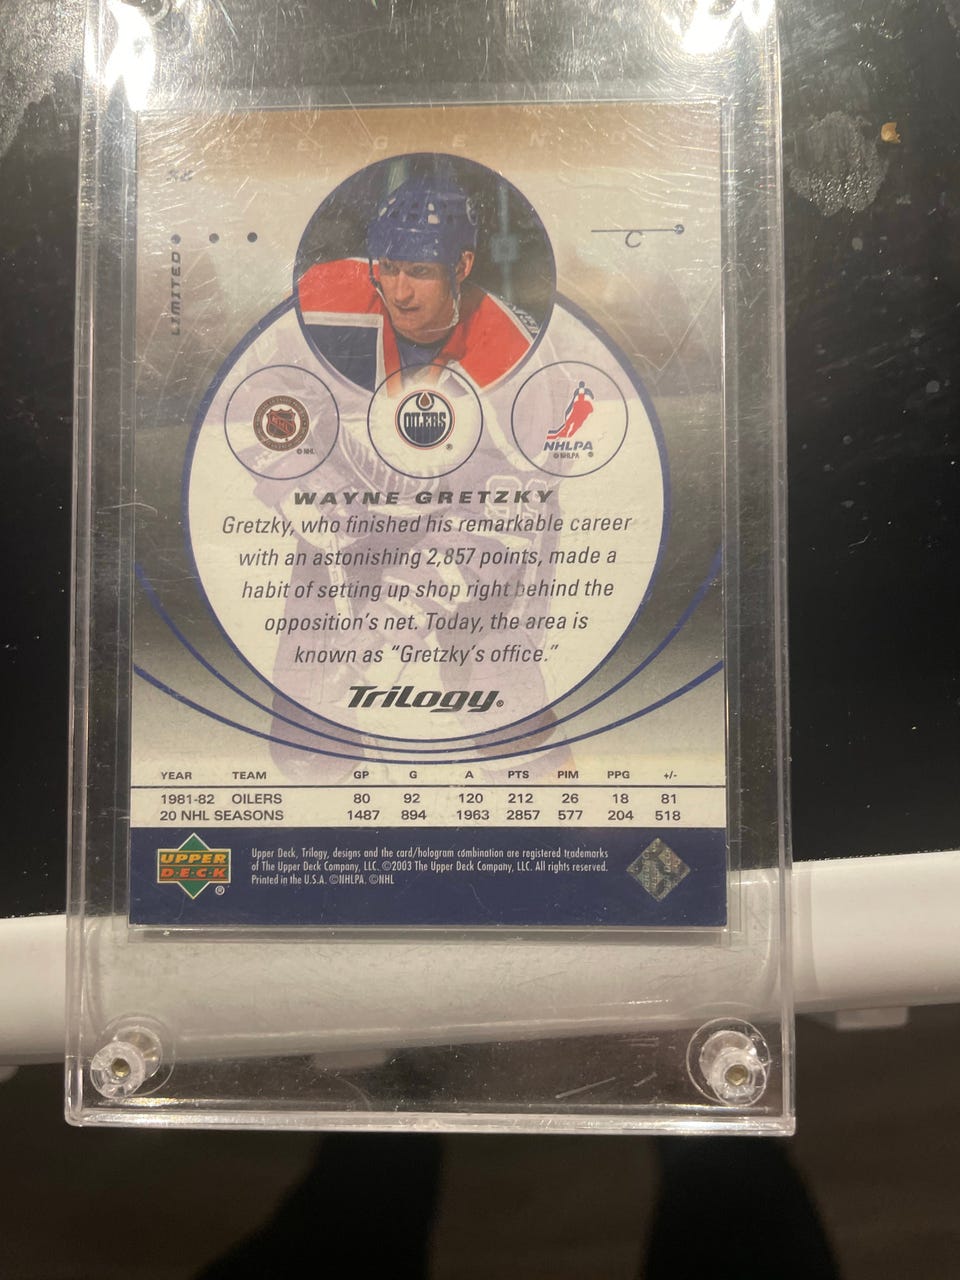 LEGEND
LIMITED
C
NHL
© NHL
OILERS
®
NHLPA
© NHLPA ®
WAYNE GRETZKY
Gretzky, who finished his remarkable career
with an astonishing 2,857 points, made a
habit of setting up shop right behind the
opposition's net. Today, the area is
known as "Gretzky's office."
Trilogy®
YEAR TEAM GP G A PTS PIM PPG +/-
1981-82 OILERS 80 92 120 212 26 18 81
20 NHL SEASONS 1487 894 1963 2857 577 204 518
UPPER
DECK
®
Upper Deck, Trilogy, designs and the card/hologram combination are registered trademarks
of The Upper Deck Company, LLC. ©2003 The Upper Deck Company, LLC. All rights reserved.
Printed in the U.S.A. ©NHLPA. ©NHL